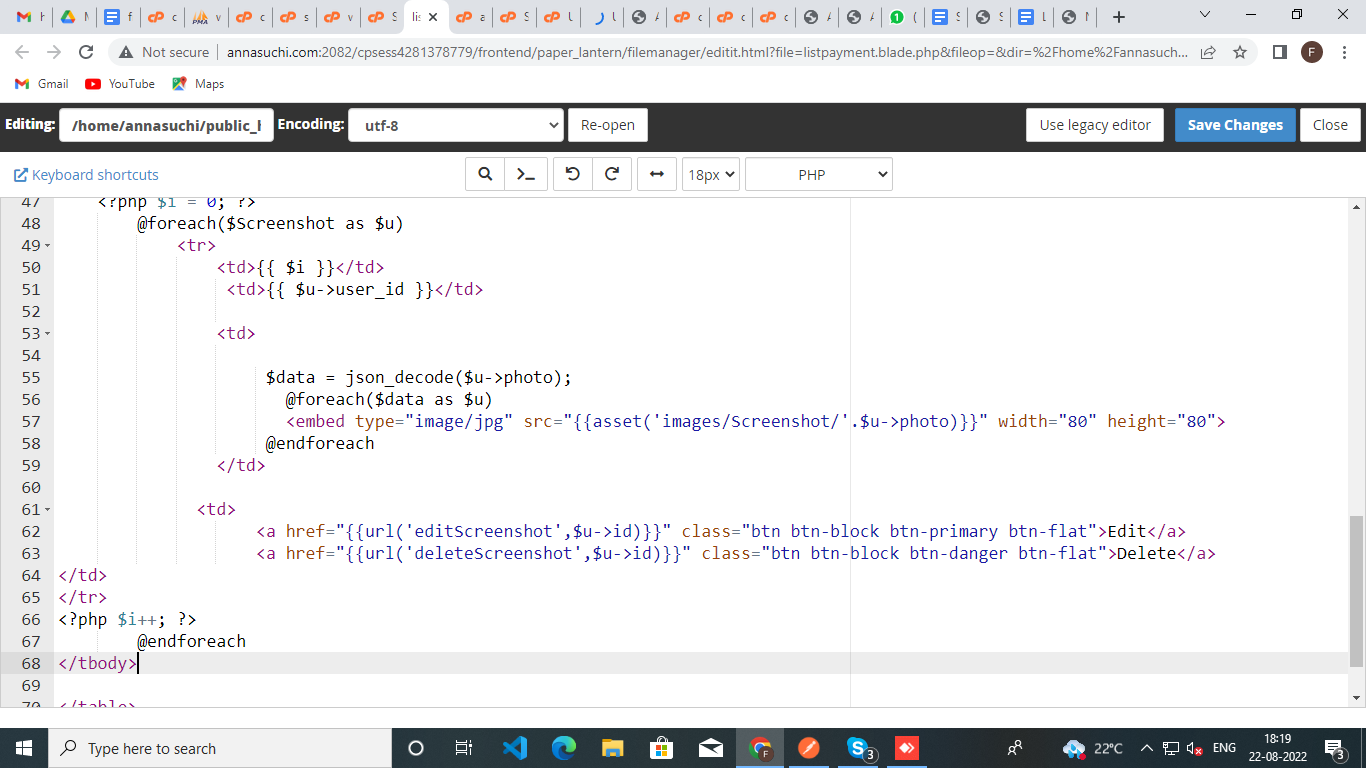 Not secure annasuchi.com:2082/cpsess4281378779/frontend/paper_lantern/filemanager/editit.html?file=listpayment.blade.php&fileop=&dir=%2Fhome%2Fannasuch... F
Gmail YouTube Maps
Editing: /home/annasuchi/public_h Encoding: utf-8 Re-open Use legacy editor Save Changes Close
Keyboard shortcuts 18px PHP
47 <?php $i = 0; ?>
48 @foreach($Screenshot as $u)
49 <tr>
50 <td>{{ $i }}</td>
51 <td>{{ $u->user_id }}</td>
52
53 <td>
54
55 $data = json_decode($u->photo);
56 @foreach($data as $u)
57 <embed type="image/jpg" src="{{asset('images/Screenshot/'.$u->photo)}}" width="80" height="80">
58 @endforeach
59 </td>
60
61 <td>
62 <a href="{{url('editScreenshot',$u->id)}}" class="btn btn-block btn-primary btn-flat">Edit</a>
63 <a href="{{url('deleteScreenshot',$u->id)}}" class="btn btn-block btn-danger btn-flat">Delete</a>
64 </td>
65 </tr>
66 <?php $i++; ?>
67 @endforeach
68 </tbody>
69
70 </table>
Type here to search F 3 22°C ENG 18:19 22-08-2022 3